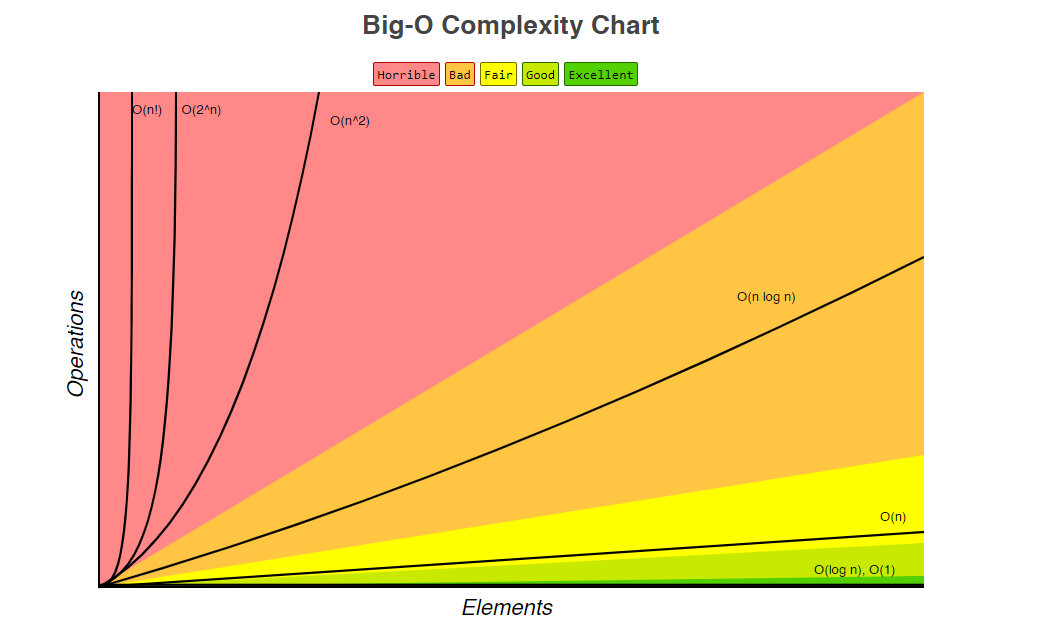 Big-O Complexity Chart
Horrible Bad Fair Good Excellent
O(n!) O(2^n)
O(n^2)
O(n log n)
O(n)
O(log n), O(1)
Operations
Elements